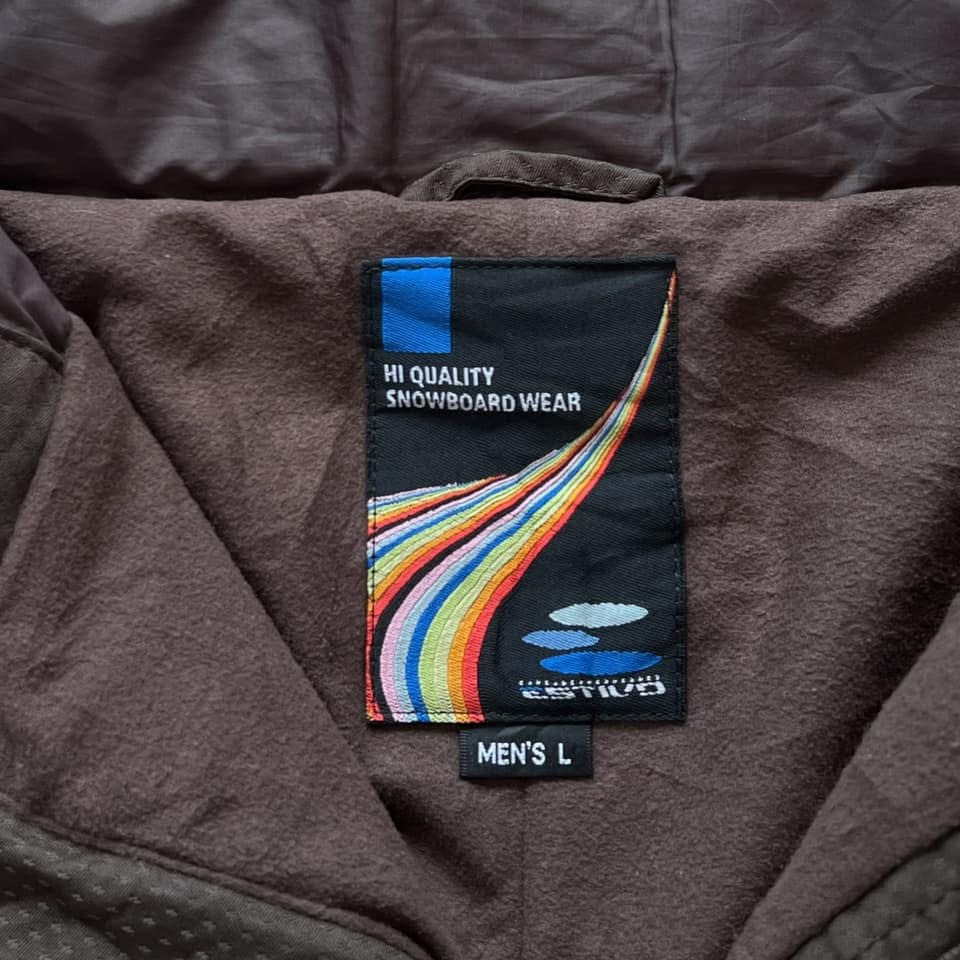 HI QUALITY
SNOWBOARD WEAR
ESTIVO
MEN'S L